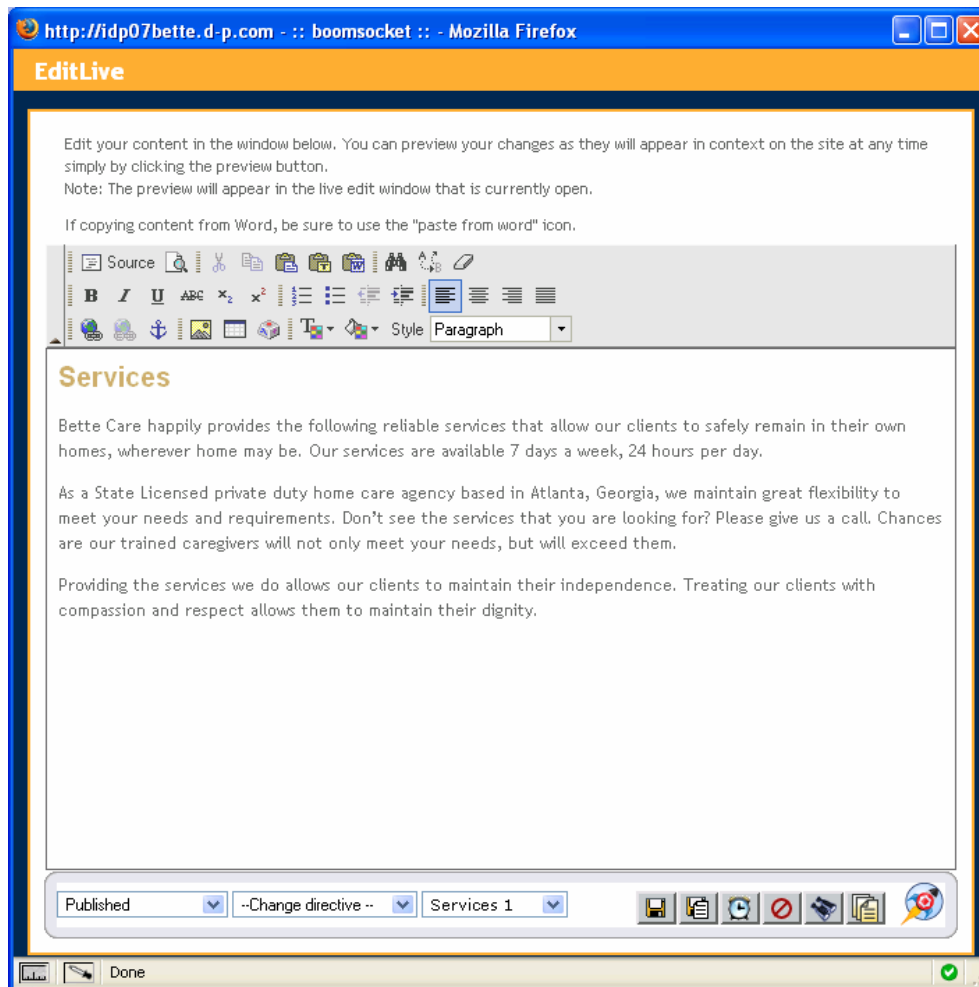 http://idp07bette.d-p.com - :: boomsocket :: - Mozilla Firefox
EditLive
Edit your content in the window below. You can preview your changes as they will appear in context on the site at any time
simply by clicking the preview button.
Note: The preview will appear in the live edit window that is currently open.
If copying content from Word, be sure to use the "paste from word" icon.
Source
B I U ABC x₂ x²
Style Paragraph
Services
Bette Care happily provides the following reliable services that allow our clients to safely remain in their own
homes, wherever home may be. Our services are available 7 days a week, 24 hours per day.
As a State Licensed private duty home care agency based in Atlanta, Georgia, we maintain great flexibility to
meet your needs and requirements. Don't see the services that you are looking for? Please give us a call. Chances
are our trained caregivers will not only meet your needs, but will exceed them.
Providing the services we do allows our clients to maintain their independence. Treating our clients with
compassion and respect allows them to maintain their dignity.
Published --Change directive -- Services 1
Done